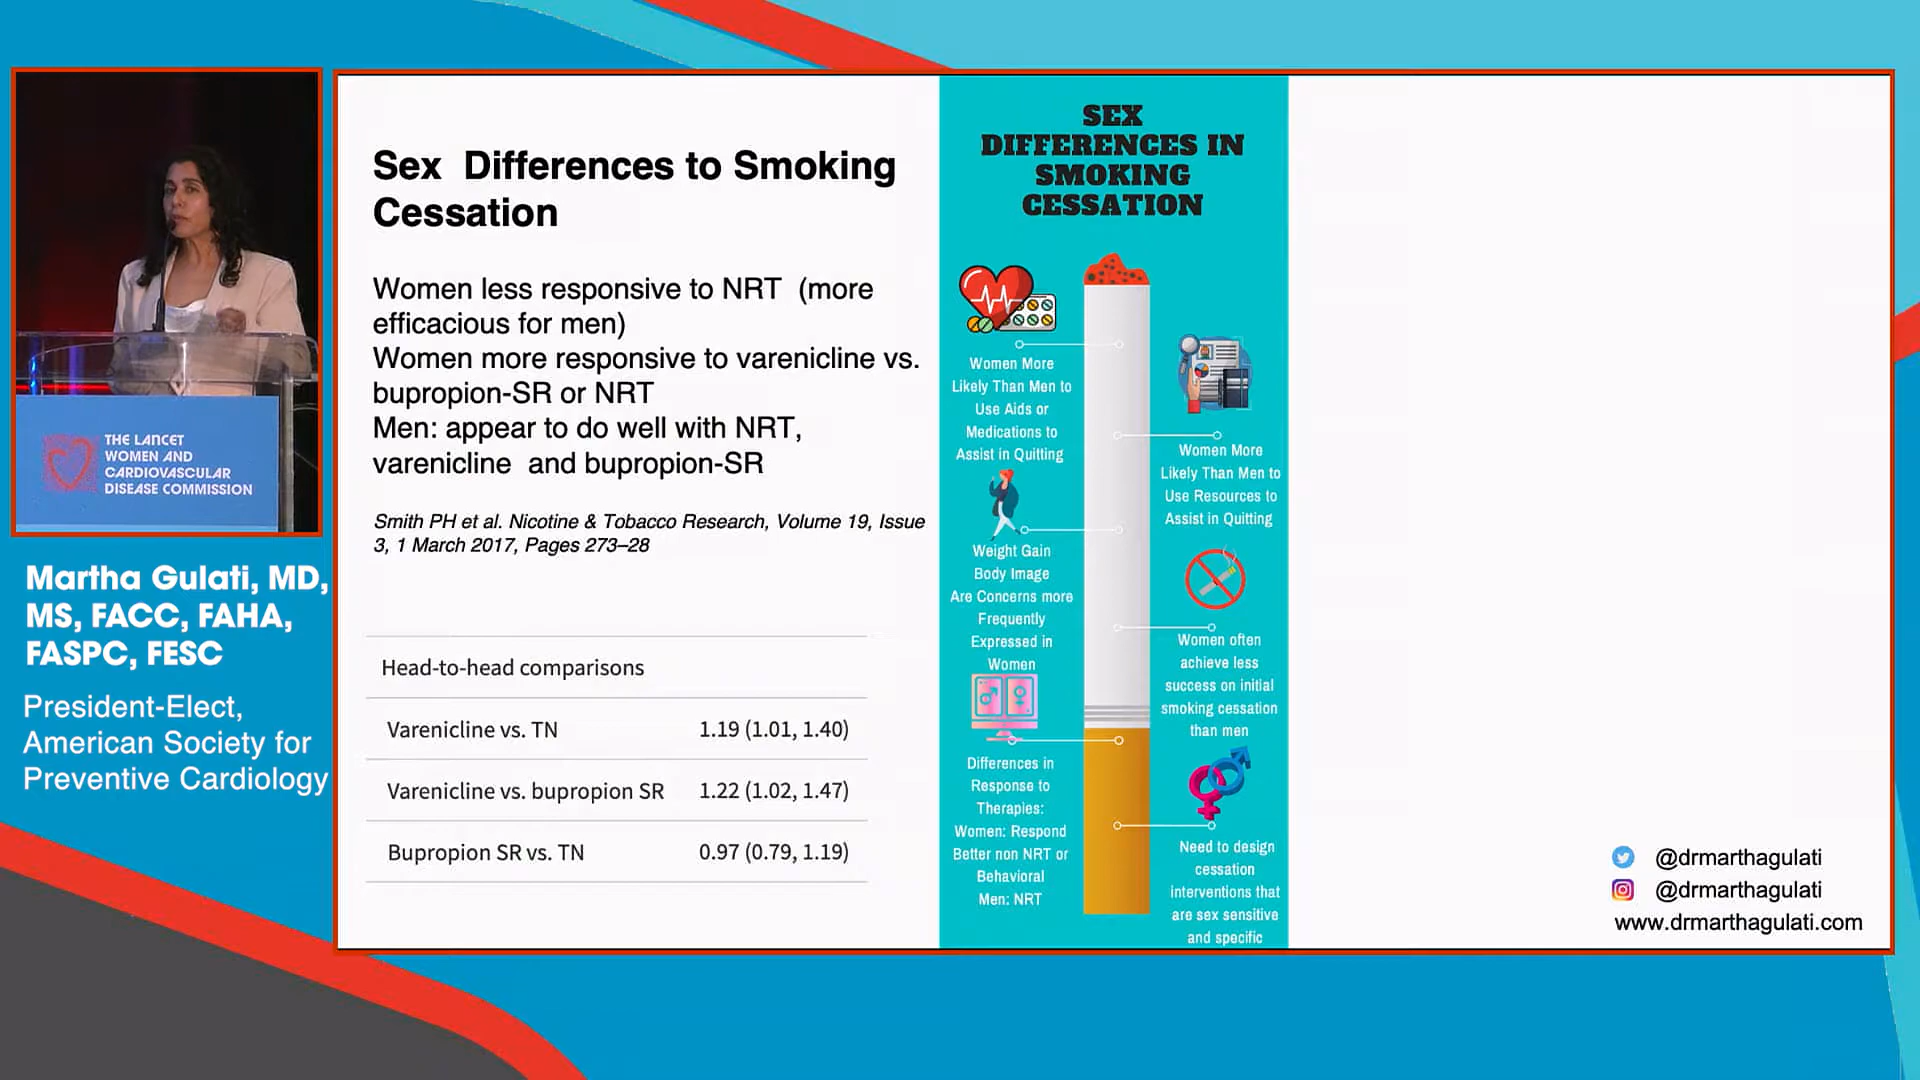 THE LANCET
WOMEN AND
CARDIOVASCULAR
DISEASE COMMISSION
Martha Gulati, MD,
MS, FACC, FAHA,
FASPC, FESC
President-Elect,
American Society for
Preventive Cardiology
Sex Differences to Smoking
Cessation
Women less responsive to NRT (more
efficacious for men)
Women more responsive to varenicline vs.
bupropion-SR or NRT
Men: appear to do well with NRT,
varenicline and bupropion-SR
Smith PH et al. Nicotine & Tobacco Research, Volume 19, Issue
3, 1 March 2017, Pages 273–28
Head-to-head comparisons
Varenicline vs. TN 1.19 (1.01, 1.40)
Varenicline vs. bupropion SR 1.22 (1.02, 1.47)
Bupropion SR vs. TN 0.97 (0.79, 1.19)
SEX
DIFFERENCES IN
SMOKING
CESSATION
Women More
Likely Than Men to
Use Aids or
Medications to
Assist in Quitting
Women More
Likely Than Men to
Use Resources to
Assist in Quitting
Weight Gain
Body Image
Are Concerns more
Frequently
Expressed in
Women
Women often
achieve less
success on initial
smoking cessation
than men
Differences in
Response to
Therapies:
Women: Respond
Better non NRT or
Behavioral
Men: NRT
Need to design
cessation
interventions that
are sex sensitive
and specific
@drmarthagulati
@drmarthagulati
www.drmarthagulati.com